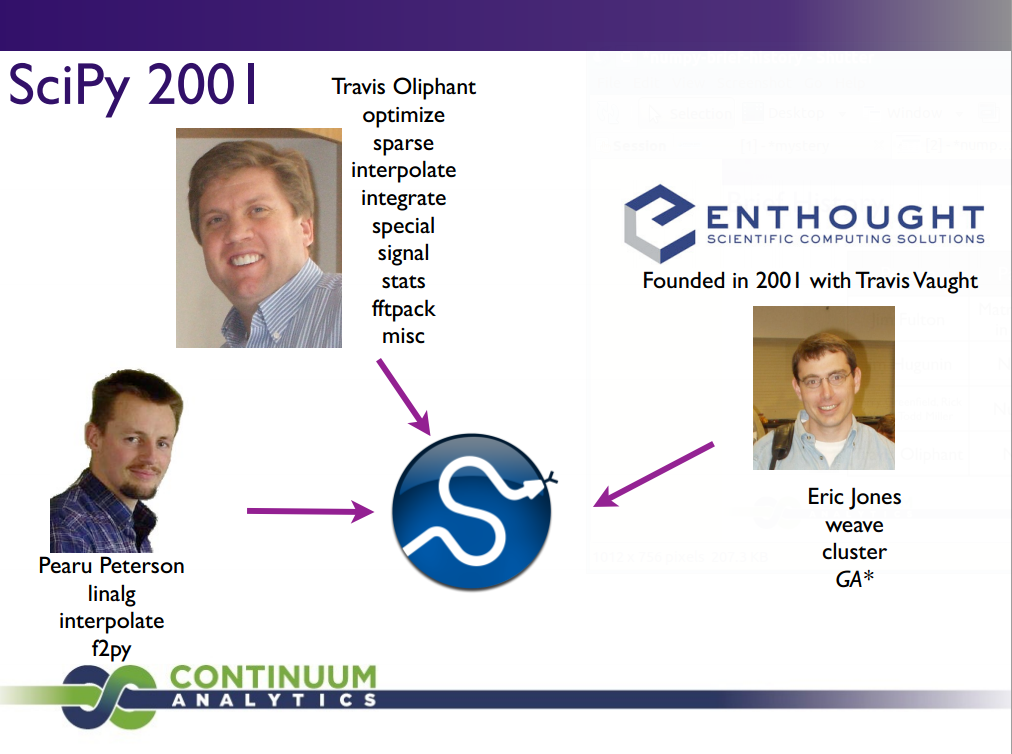 SciPy 2001
Travis Oliphant
optimize
sparse
interpolate
integrate
special
signal
stats
fftpack
misc
ENTHOUGHT
SCIENTIFIC COMPUTING SOLUTIONS
Founded in 2001 with Travis Vaught
Eric Jones
weave
cluster
GA*
Pearu Peterson
linalg
interpolate
f2py
CONTINUUM
ANALYTICS